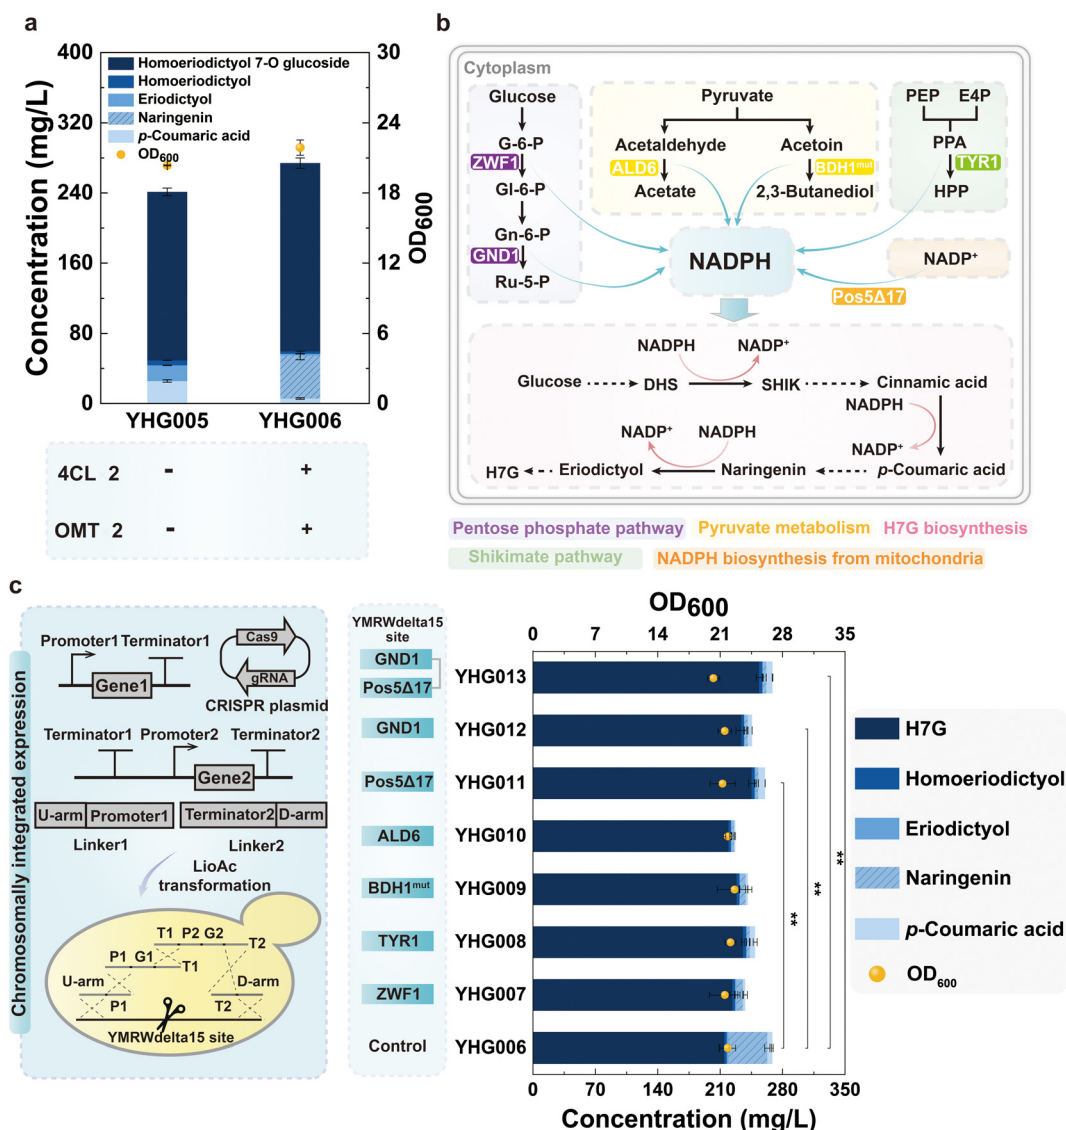 a
400
320
240
160
80
0
Concentration (mg/L)
30
24
18
12
6
0
OD600
Homoeriodictyol 7-O glucoside
Homoeriodictyol
Eriodictyol
Naringenin
p-Coumaric acid
OD600
YHG005 YHG006
4CL 2 - +
OMT 2 - +
b
Cytoplasm
Glucose
G-6-P
ZWF1
Gl-6-P
Gn-6-P
GND1
Ru-5-P
Pyruvate
Acetaldehyde Acetoin
ALD6 BDH1mut
Acetate 2,3-Butanediol
PEP E4P
PPA
TYR1
HPP
NADPH
NADP+
Pos5Δ17
NADPH NADP+
Glucose DHS SHIK Cinnamic acid
NADPH
NADP+
NADP+ NADPH
H7G Eriodictyol Naringenin p-Coumaric acid
Pentose phosphate pathway Pyruvate metabolism H7G biosynthesis
Shikimate pathway NADPH biosynthesis from mitochondria
c
Chromosomally integrated expression
Promoter1 Terminator1
Gene1
Cas9
gRNA
CRISPR plasmid
Terminator1 Promoter2 Terminator2
Gene2
U-arm Promoter1 Terminator2 D-arm
Linker1 Linker2
LioAc
transformation
T1 P2 G2 T2
P1 G1 T1
U-arm D-arm
P1 T2
YMRWdelta15 site
YMRWdelta15
site
GND1
Pos5Δ17
GND1
Pos5Δ17
ALD6
BDH1mut
TYR1
ZWF1
Control
OD600
0 7 14 21 28 35
YHG013
YHG012
YHG011
YHG010
YHG009
YHG008
YHG007
YHG006
**
**
**
0 70 140 210 280 350
Concentration (mg/L)
H7G
Homoeriodictyol
Eriodictyol
Naringenin
p-Coumaric acid
OD600